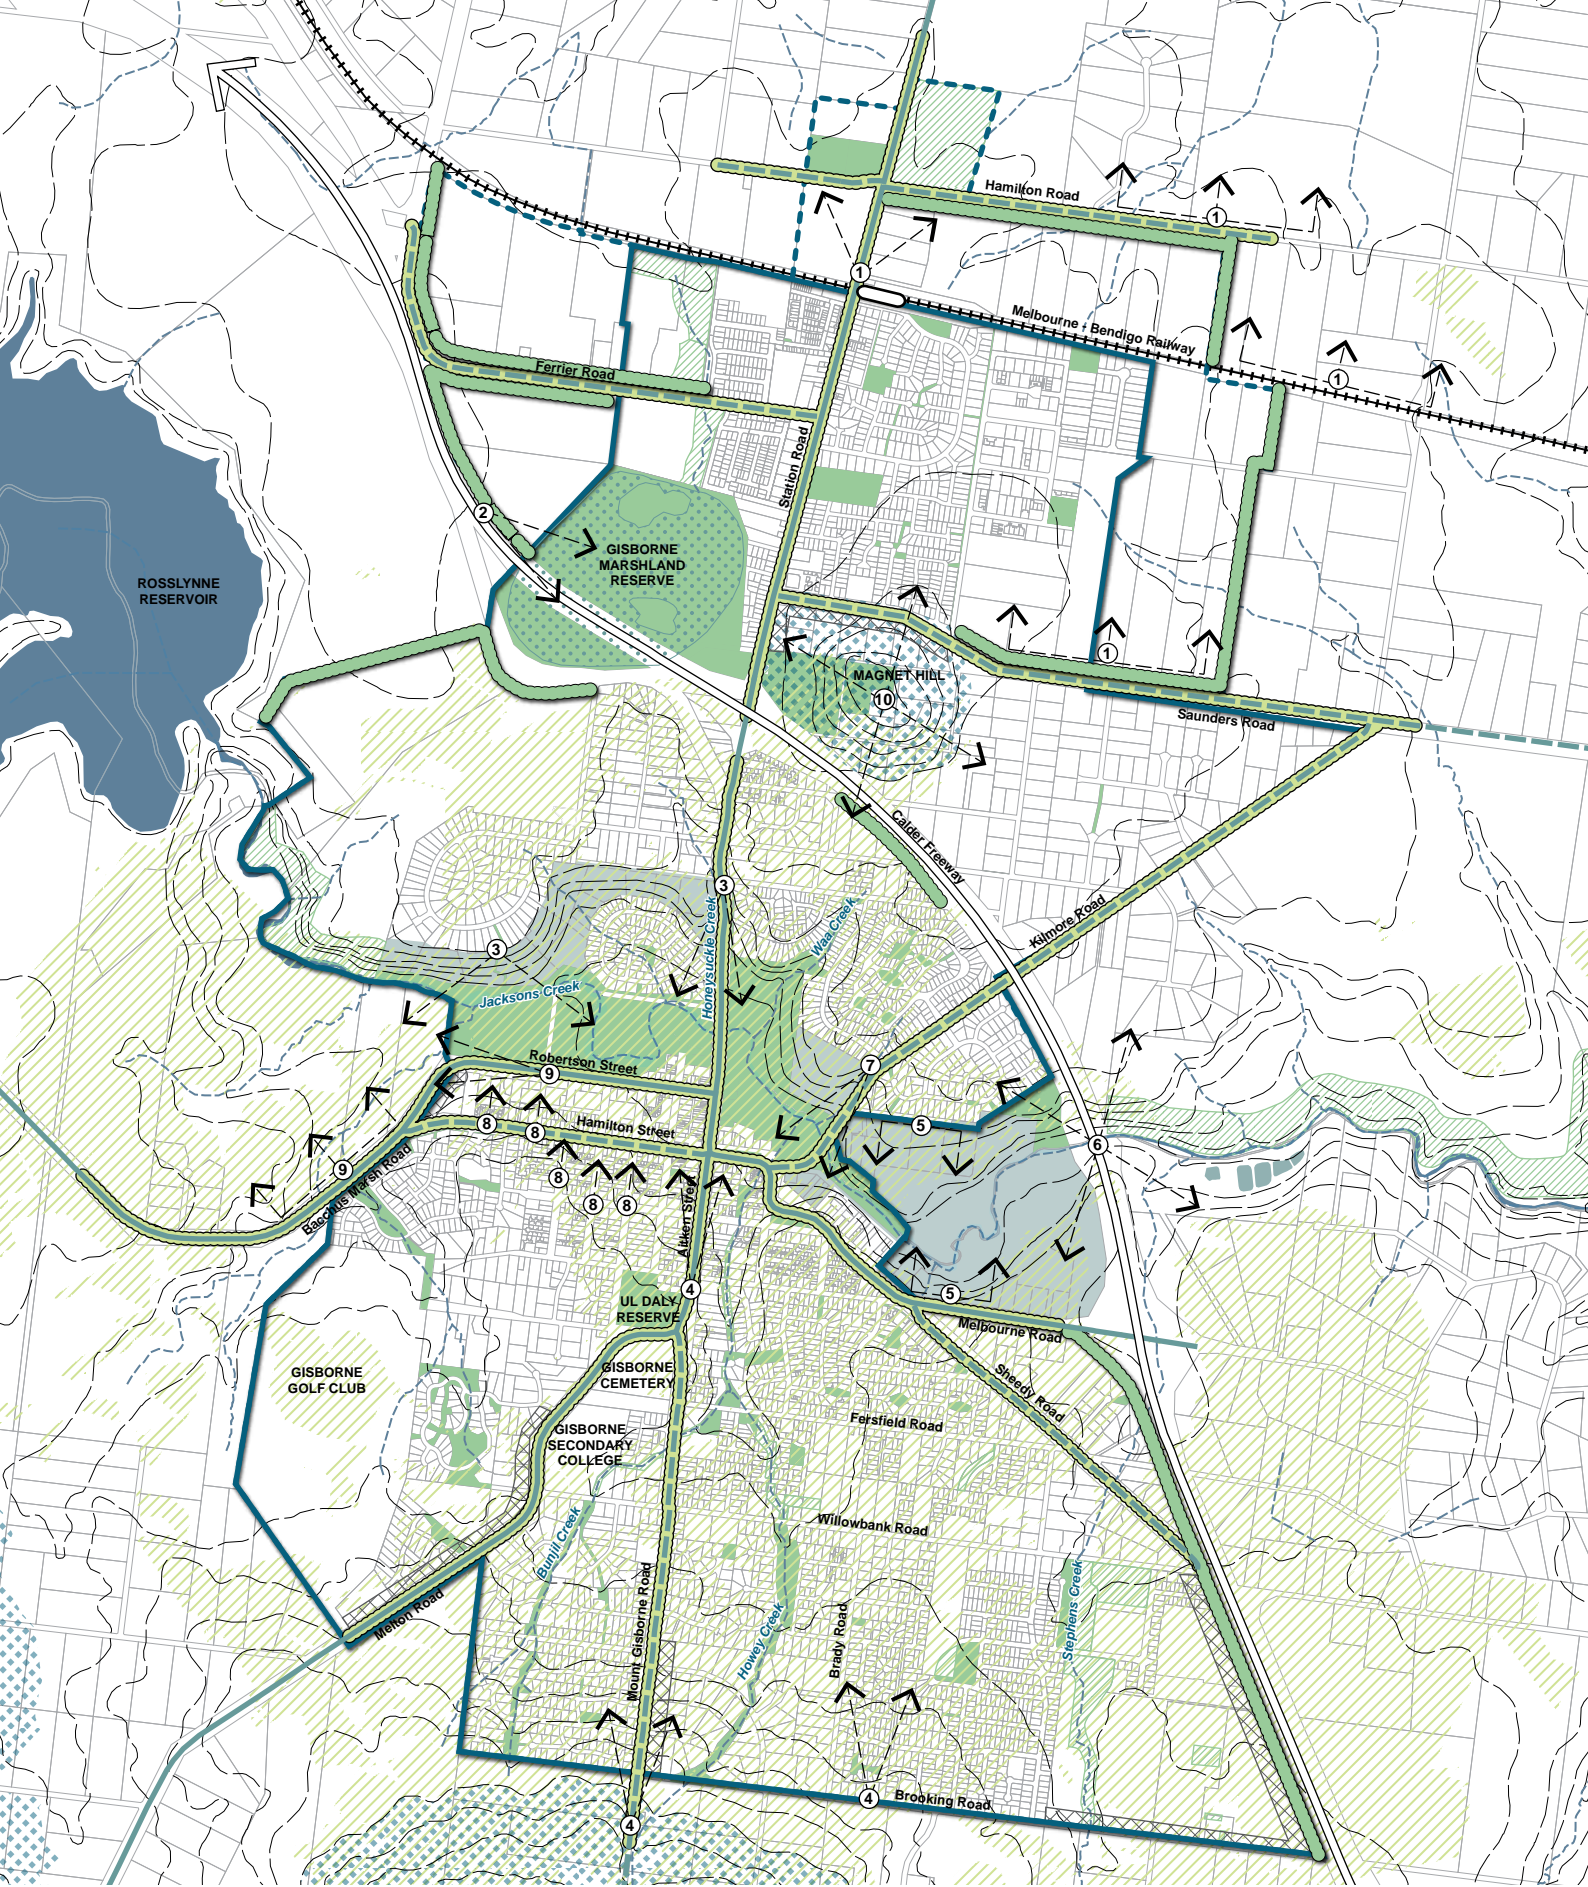 Hamilton Road
1
1
Melbourne - Bendigo Railway
Ferrier Road
1
Station Road
2
GISBORNE
MARSHLAND
RESERVE
ROSSLYNNE
RESERVOIR
1
MAGNET HILL
10
Saunders Road
Calder Freeway
3
Honeysuckle Creek
Waa Creek
Kilmore Road
3
Jacksons Creek
Robertson Street
9
7
8
8
Hamilton Street
5
6
9
Bacchus Marsh Road
8
8
8
Aitken Street
4
5
UL DALY
RESERVE
Melbourne Road
GISBORNE
GOLF CLUB
GISBORNE
CEMETERY
Sheedy Road
GISBORNE
SECONDARY
COLLEGE
Fersfield Road
Willowbank Road
Bunjil Creek
Melton Road
Mount Gisborne Road
Howey Creek
Brady Road
Stephens Creek
4
Brooking Road
4